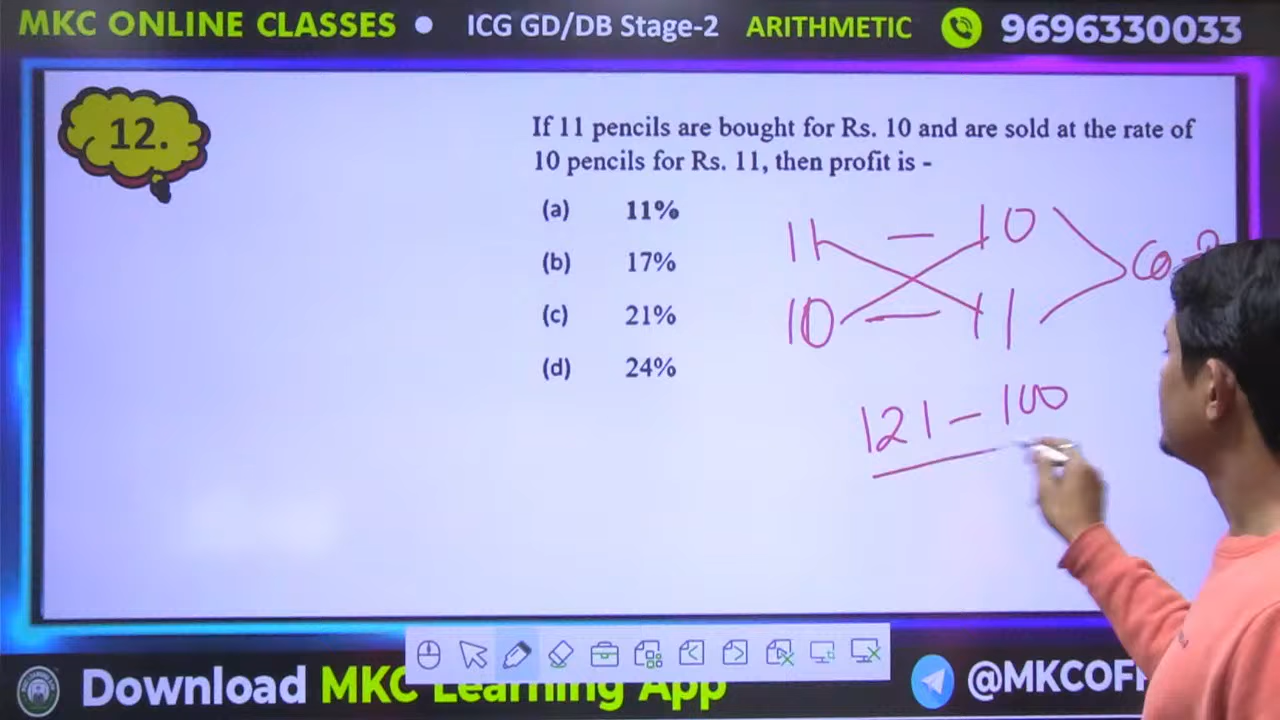 MKC ONLINE CLASSES ● ICG GD/DB Stage-2 ARITHMETIC 9696330033
12.
If 11 pencils are bought for Rs. 10 and are sold at the rate of
10 pencils for Rs. 11, then profit is -
(a) 11%
(b) 17%
(c) 21%
(d) 24%
11 — 10
10 — 11
121 – 100
Download MKC Learning App @MKCOF